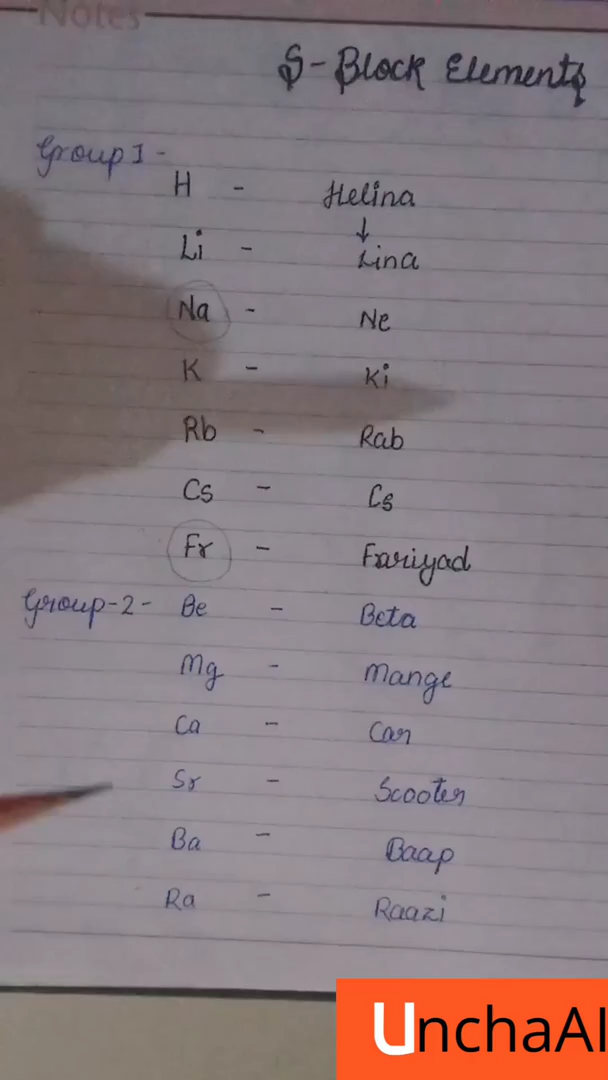 Notes
S-Block Elements
Group 1 -
H - Helina
↓
Li - Lina
Na - Ne
K - Ki
Rb - Rab
Cs - Cs
Fr - Fariyad
Group-2- Be - Beta
Mg - Mange
Ca - Car
Sr - Scooter
Ba - Baap
Ra - Raazi
UnchaAI